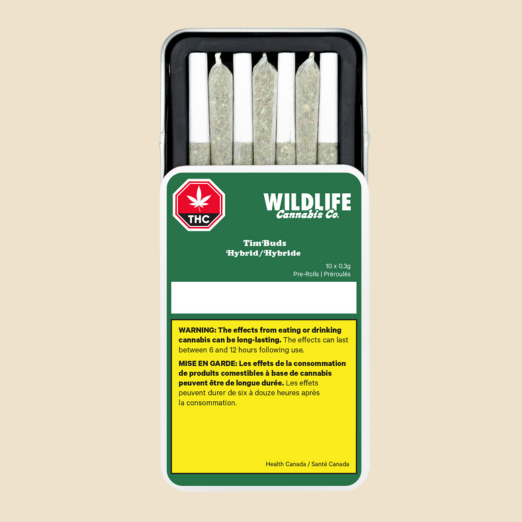 THC
WILDLIFE
Cannabis Co.
TimBuds
Hybrid/Hybride
10 x 0.3g
Pre-Rolls | Préroulés
WARNING: The effects from eating or drinking
cannabis can be long-lasting. The effects can last
between 6 and 12 hours following use.
MISE EN GARDE: Les effets de la consommation
de produits comestibles à base de cannabis
peuvent être de longue durée. Les effets
peuvent durer de six à douze heures après
la consommation.
Health Canada / Santé Canada